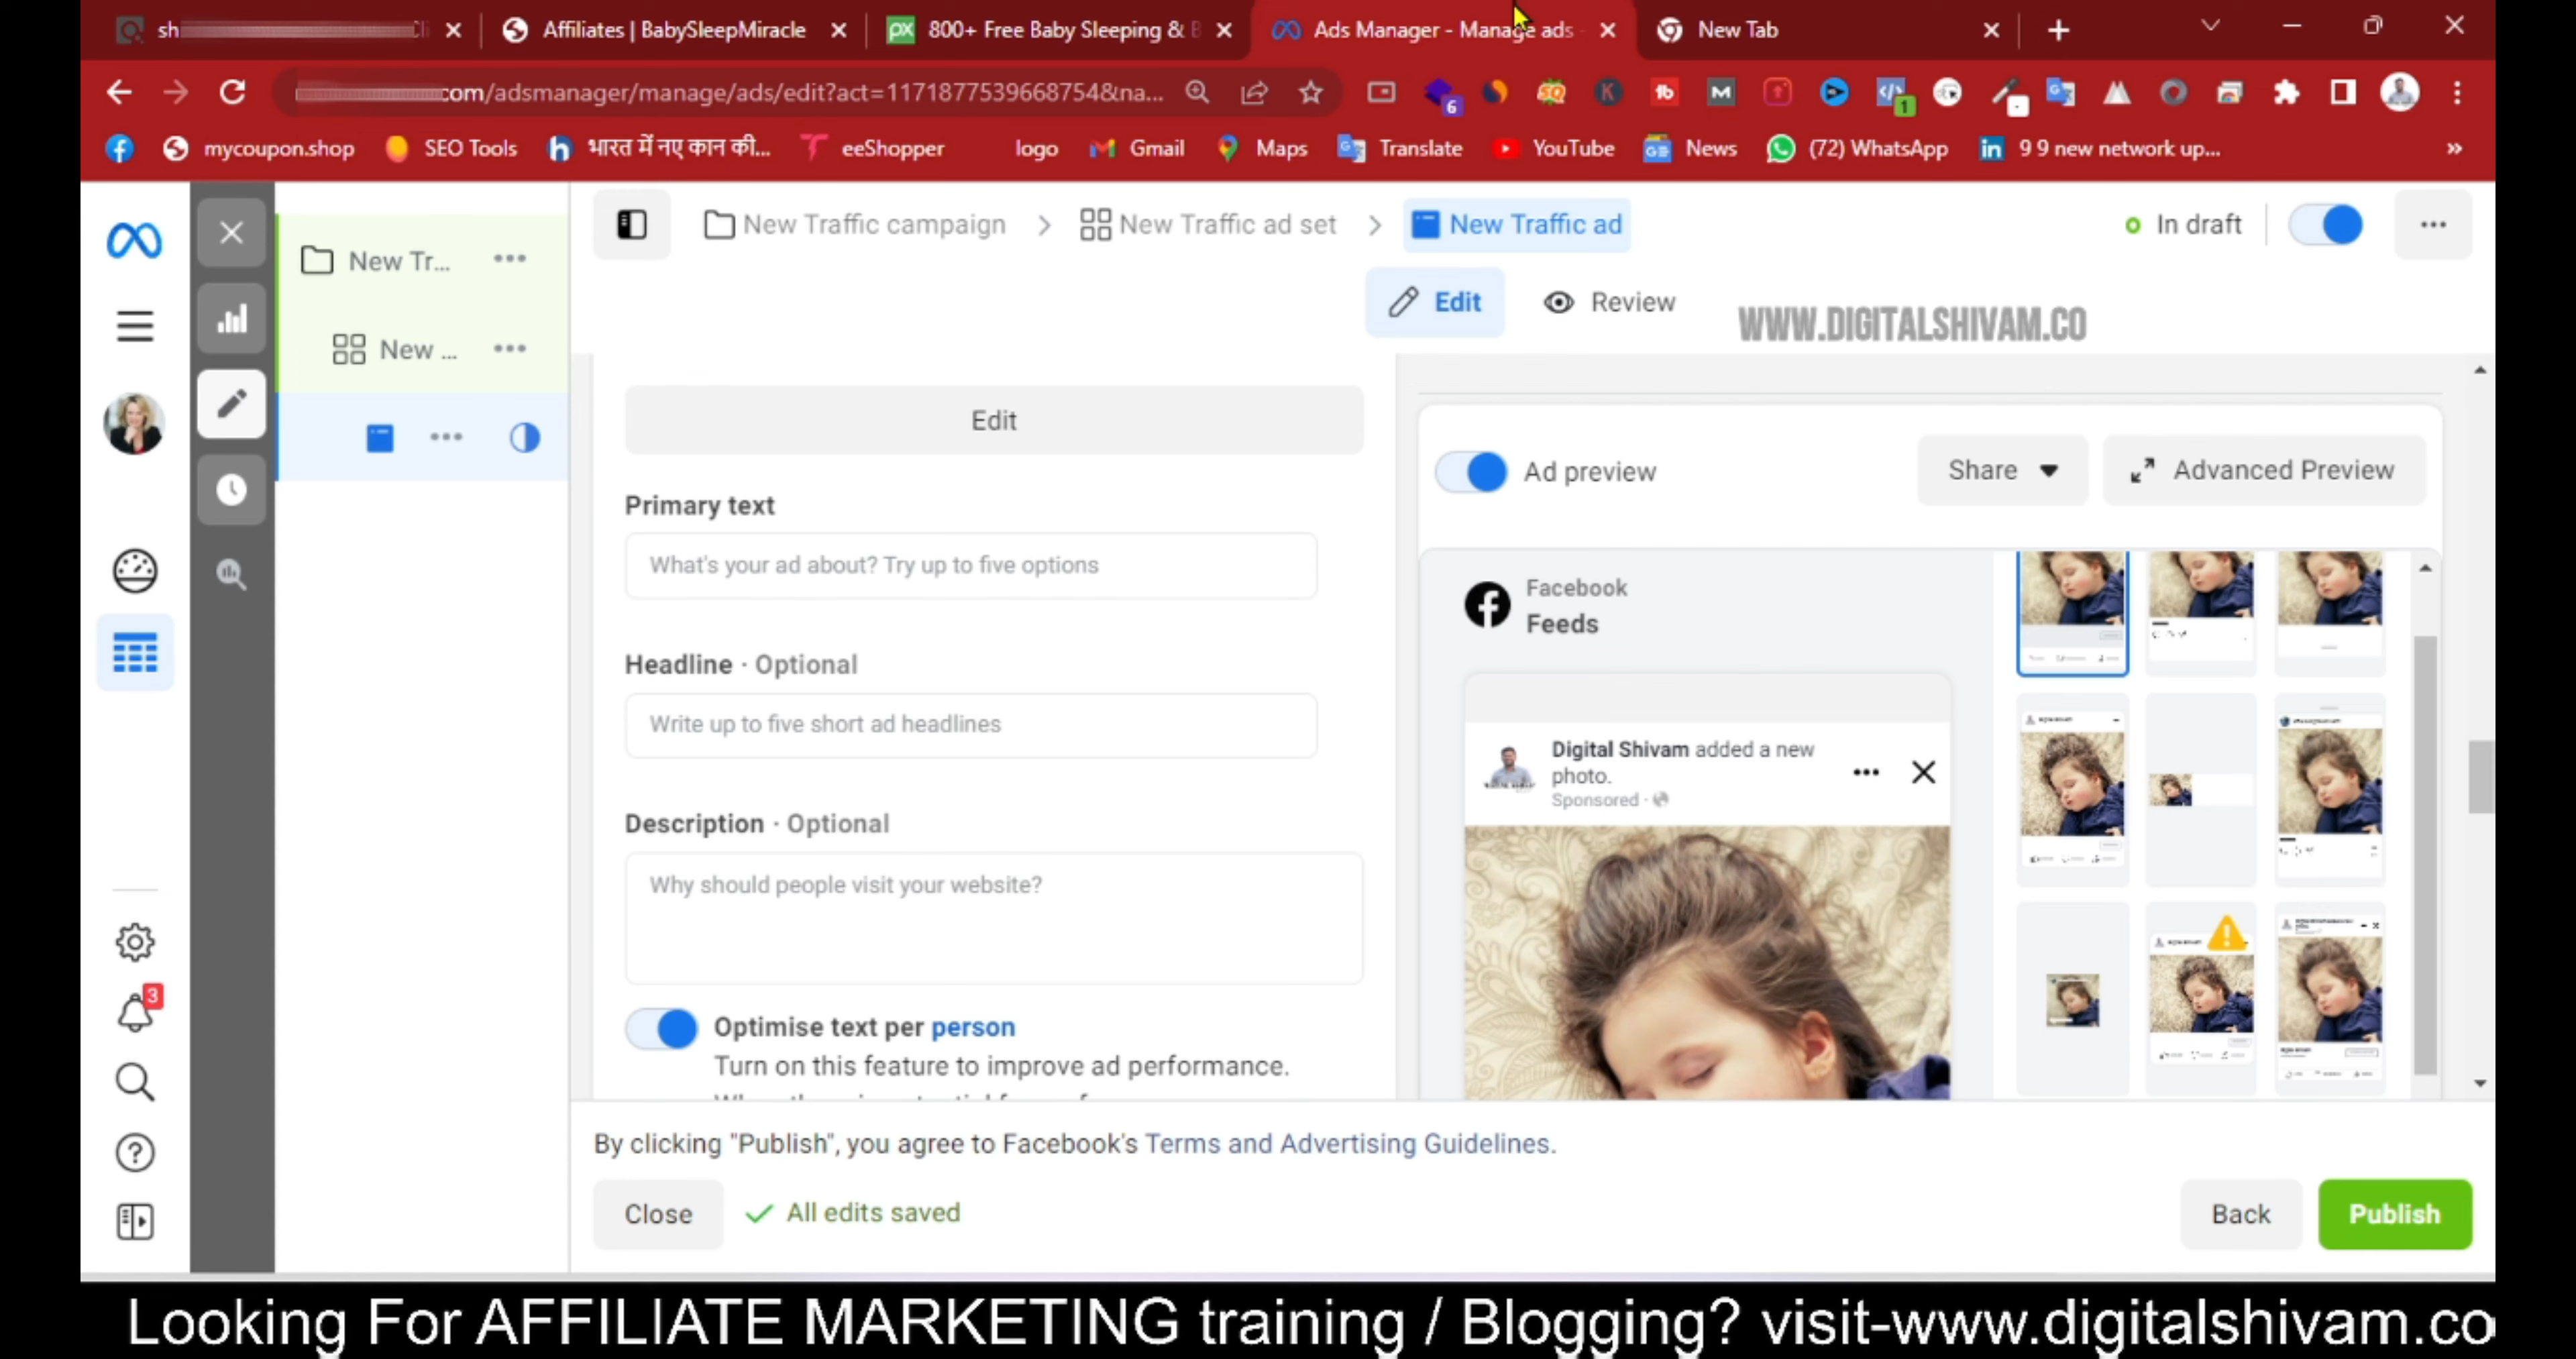 sh
Affiliates | BabySleepMiracle
800+ Free Baby Sleeping & B
Ads Manager - Manage ads -
New Tab
com/adsmanager/manage/ads/edit?act=1171877539668754&na...
6
1
mycoupon.shop
SEO Tools
भारत में नए कान की...
eeShopper
logo
Gmail
Maps
Translate
YouTube
News
(72) WhatsApp
9 9 new network up...
»
New Traffic campaign
New Traffic ad set
New Traffic ad
In draft
New Tr...
New ...
Edit
Review
WWW.DIGITALSHIVAM.CO
Edit
Primary text
What's your ad about? Try up to five options
Headline · Optional
Write up to five short ad headlines
Description · Optional
Why should people visit your website?
Optimise text per person
Turn on this feature to improve ad performance.
Ad preview
Share
Advanced Preview
Facebook
Feeds
Digital Shivam added a new
photo.
Sponsored ·
3
By clicking "Publish", you agree to Facebook's Terms and Advertising Guidelines.
Close
All edits saved
Back
Publish
Looking For AFFILIATE MARKETING training / Blogging? visit-www.digitalshivam.co